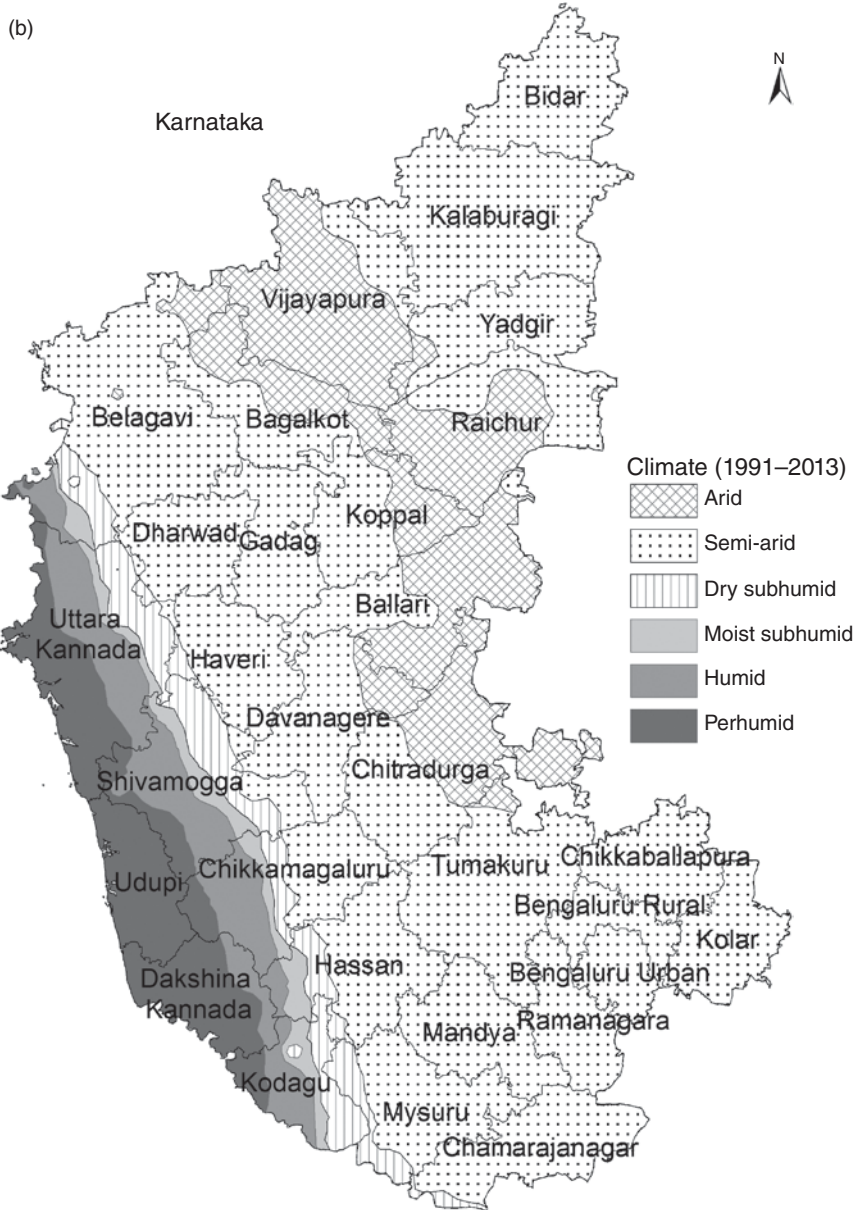 (b)
N
Karnataka
Bidar
Kalaburagi
Vijayapura
Yadgir
Belagavi
Bagalkot
Raichur
Climate (1991–2013)
Arid
Semi-arid
Dry subhumid
Moist subhumid
Humid
Perhumid
Dharwad
Gadag
Koppal
Uttara
Kannada
Ballari
Haveri
Davanagere
Shivamogga
Chitradurga
Udupi
Chikkamagaluru
Tumakuru
Chikkaballapura
Bengaluru Rural
Kolar
Dakshina
Kannada
Hassan
Bengaluru Urban
Mandya
Ramanagara
Kodagu
Mysuru
Chamarajanagar